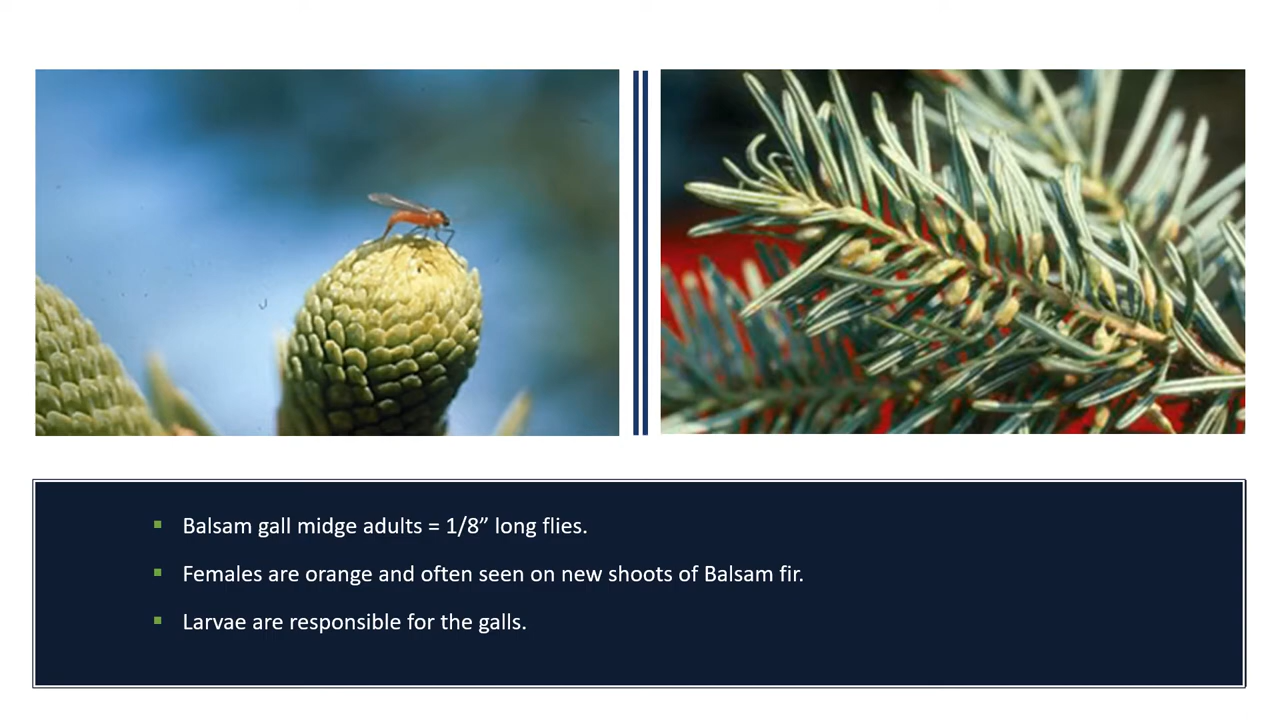 Balsam gall midge adults = 1/8” long flies.
Females are orange and often seen on new shoots of Balsam fir.
Larvae are responsible for the galls.